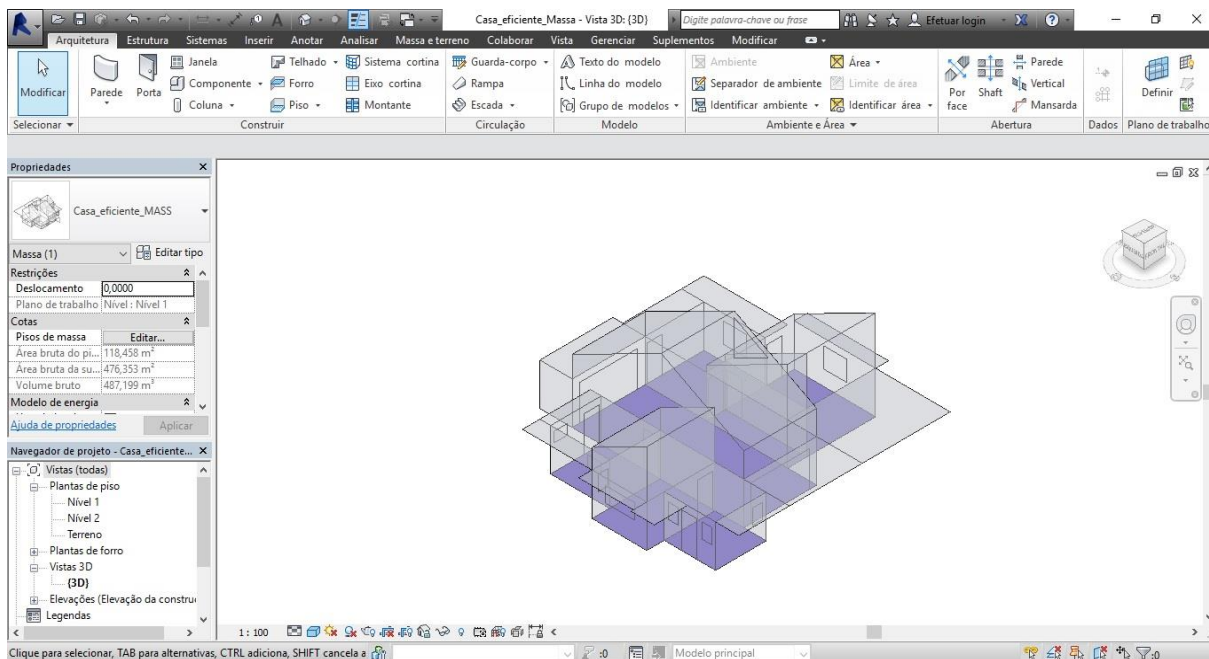 Casa_eficiente_Massa - Vista 3D: {3D}
Digite palavra-chave ou frase
Efetuar login
Arquitetura Estrutura Sistemas Inserir Anotar Analisar Massa e terreno Colaborar Vista Gerenciar Suplementos Modificar
Modificar
Parede
Porta
Janela
Componente
Coluna
Telhado
Forro
Piso
Sistema cortina
Eixo cortina
Montante
Guarda-corpo
Rampa
Escada
Texto do modelo
Linha do modelo
Grupo de modelos
Ambiente
Separador de ambiente
Identificar ambiente
Área
Limite de área
Identificar área
Por face
Shaft
Parede
Vertical
Mansarda
Definir
Selecionar Construir Circulação Modelo Ambiente e Área Abertura Dados Plano de trabalho
Propriedades
Casa_eficiente_MASS
Massa (1) Editar tipo
Restrições
Deslocamento 0,0000
Plano de trabalho Nível : Nível 1
Cotas
Pisos de massa Editar...
Área bruta do pi... 118,458 m²
Área bruta da su... 476,353 m²
Volume bruto 487,199 m³
Modelo de energia
Ajuda de propriedades Aplicar
Navegador de projeto - Casa_eficiente...
Vistas (todas)
Plantas de piso
Nível 1
Nível 2
Terreno
Plantas de forro
Vistas 3D
{3D}
Elevações (Elevação da constru
Legendas
1 : 100
Clique para selecionar, TAB para alternativas, CTRL adiciona, SHIFT cancela a
:0
Modelo principal
:0